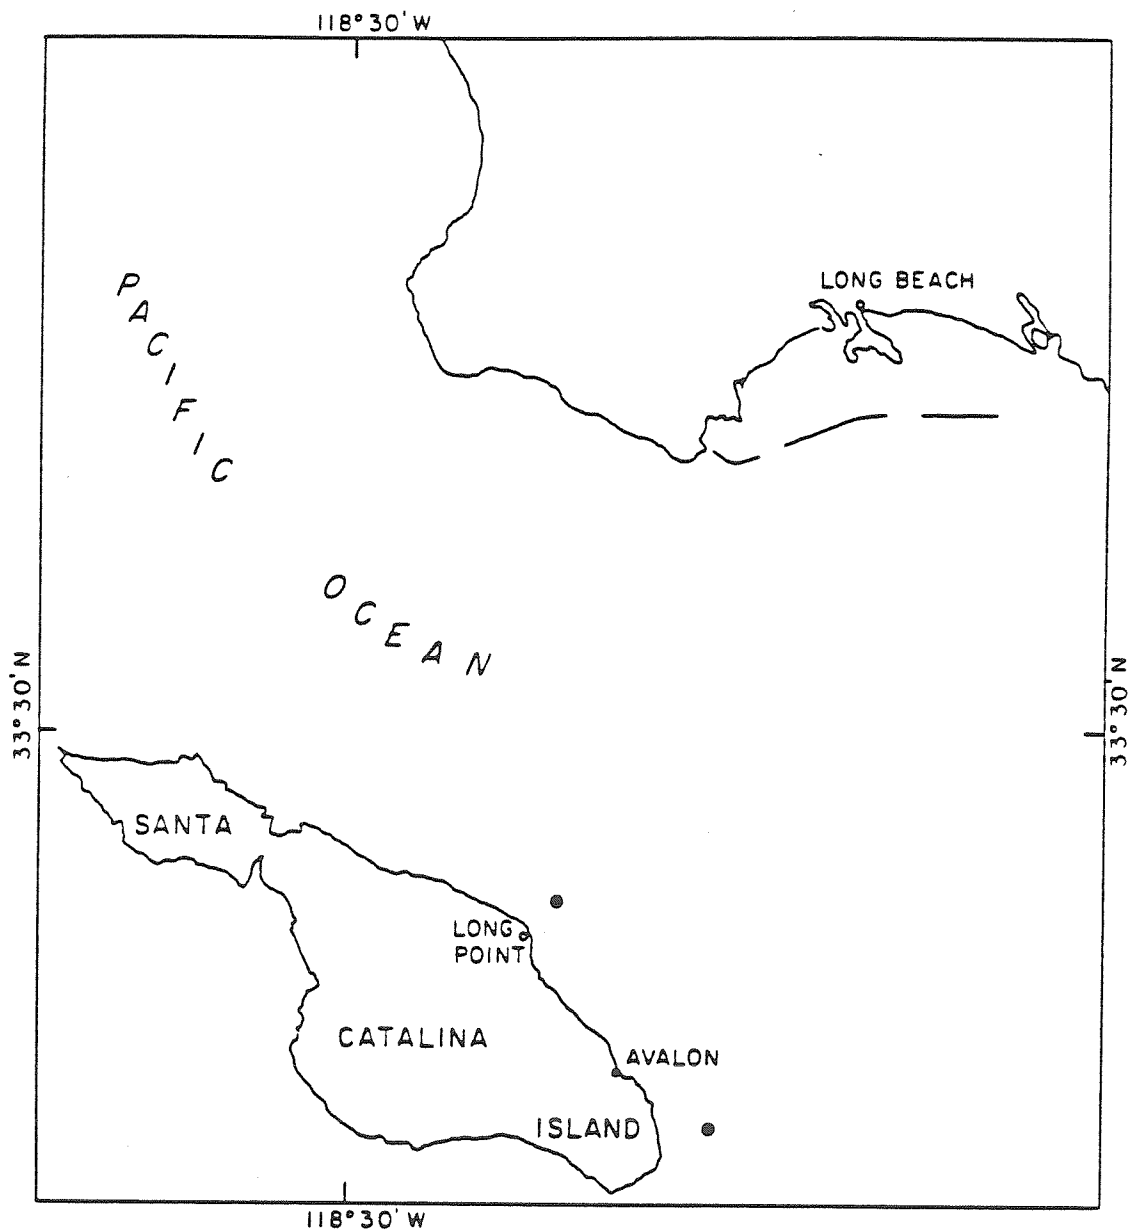 118°30'W
LONG BEACH
PACIFIC
OCEAN
33°30'N
33°30'N
SANTA
LONG
POINT
CATALINA
AVALON
ISLAND
118°30'W